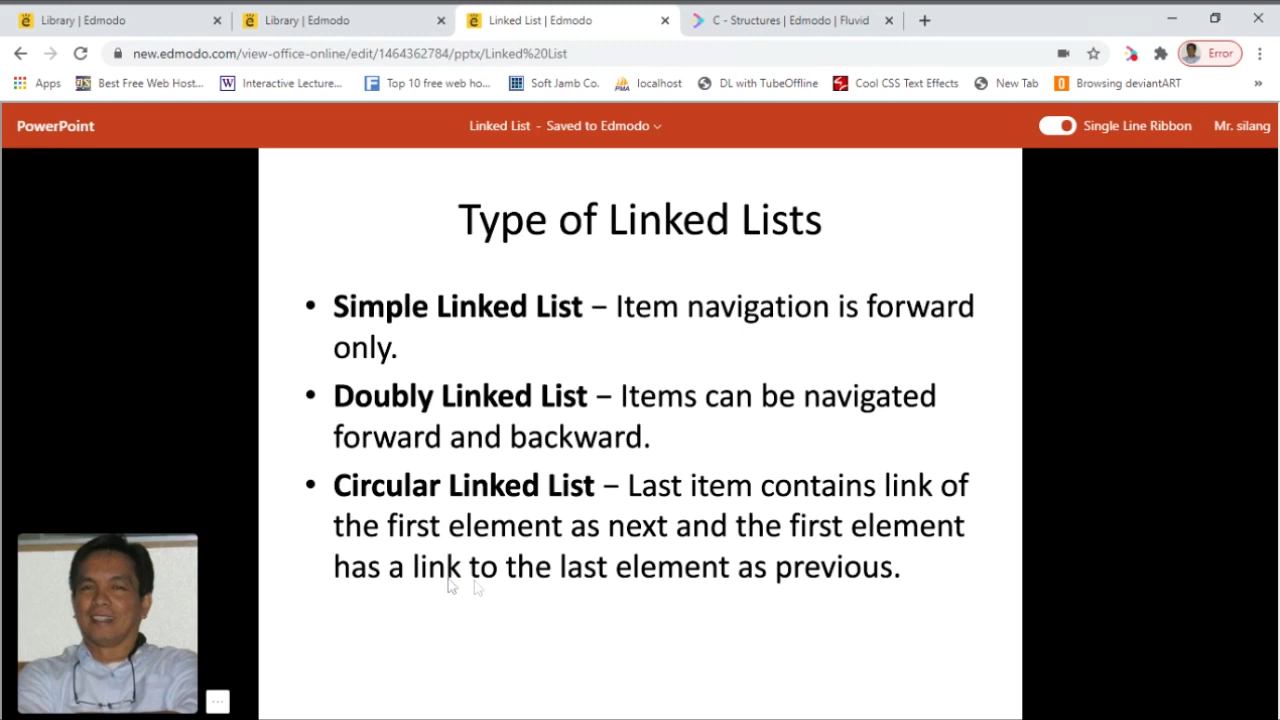 Library | Edmodo
Library | Edmodo
Linked List | Edmodo
C - Structures | Edmodo | Fluvid
new.edmodo.com/view-office-online/edit/1464362784/pptx/Linked%20List
Error
Apps
Best Free Web Host...
Interactive Lecture...
Top 10 free web ho...
Soft Jamb Co.
localhost
DL with TubeOffline
Cool CSS Text Effects
New Tab
Browsing deviantART
»
PowerPoint
Linked List - Saved to Edmodo
Single Line Ribbon
Mr. silang
Type of Linked Lists
• Simple Linked List − Item navigation is forward
only.
• Doubly Linked List − Items can be navigated
forward and backward.
• Circular Linked List − Last item contains link of
the first element as next and the first element
has a link to the last element as previous.